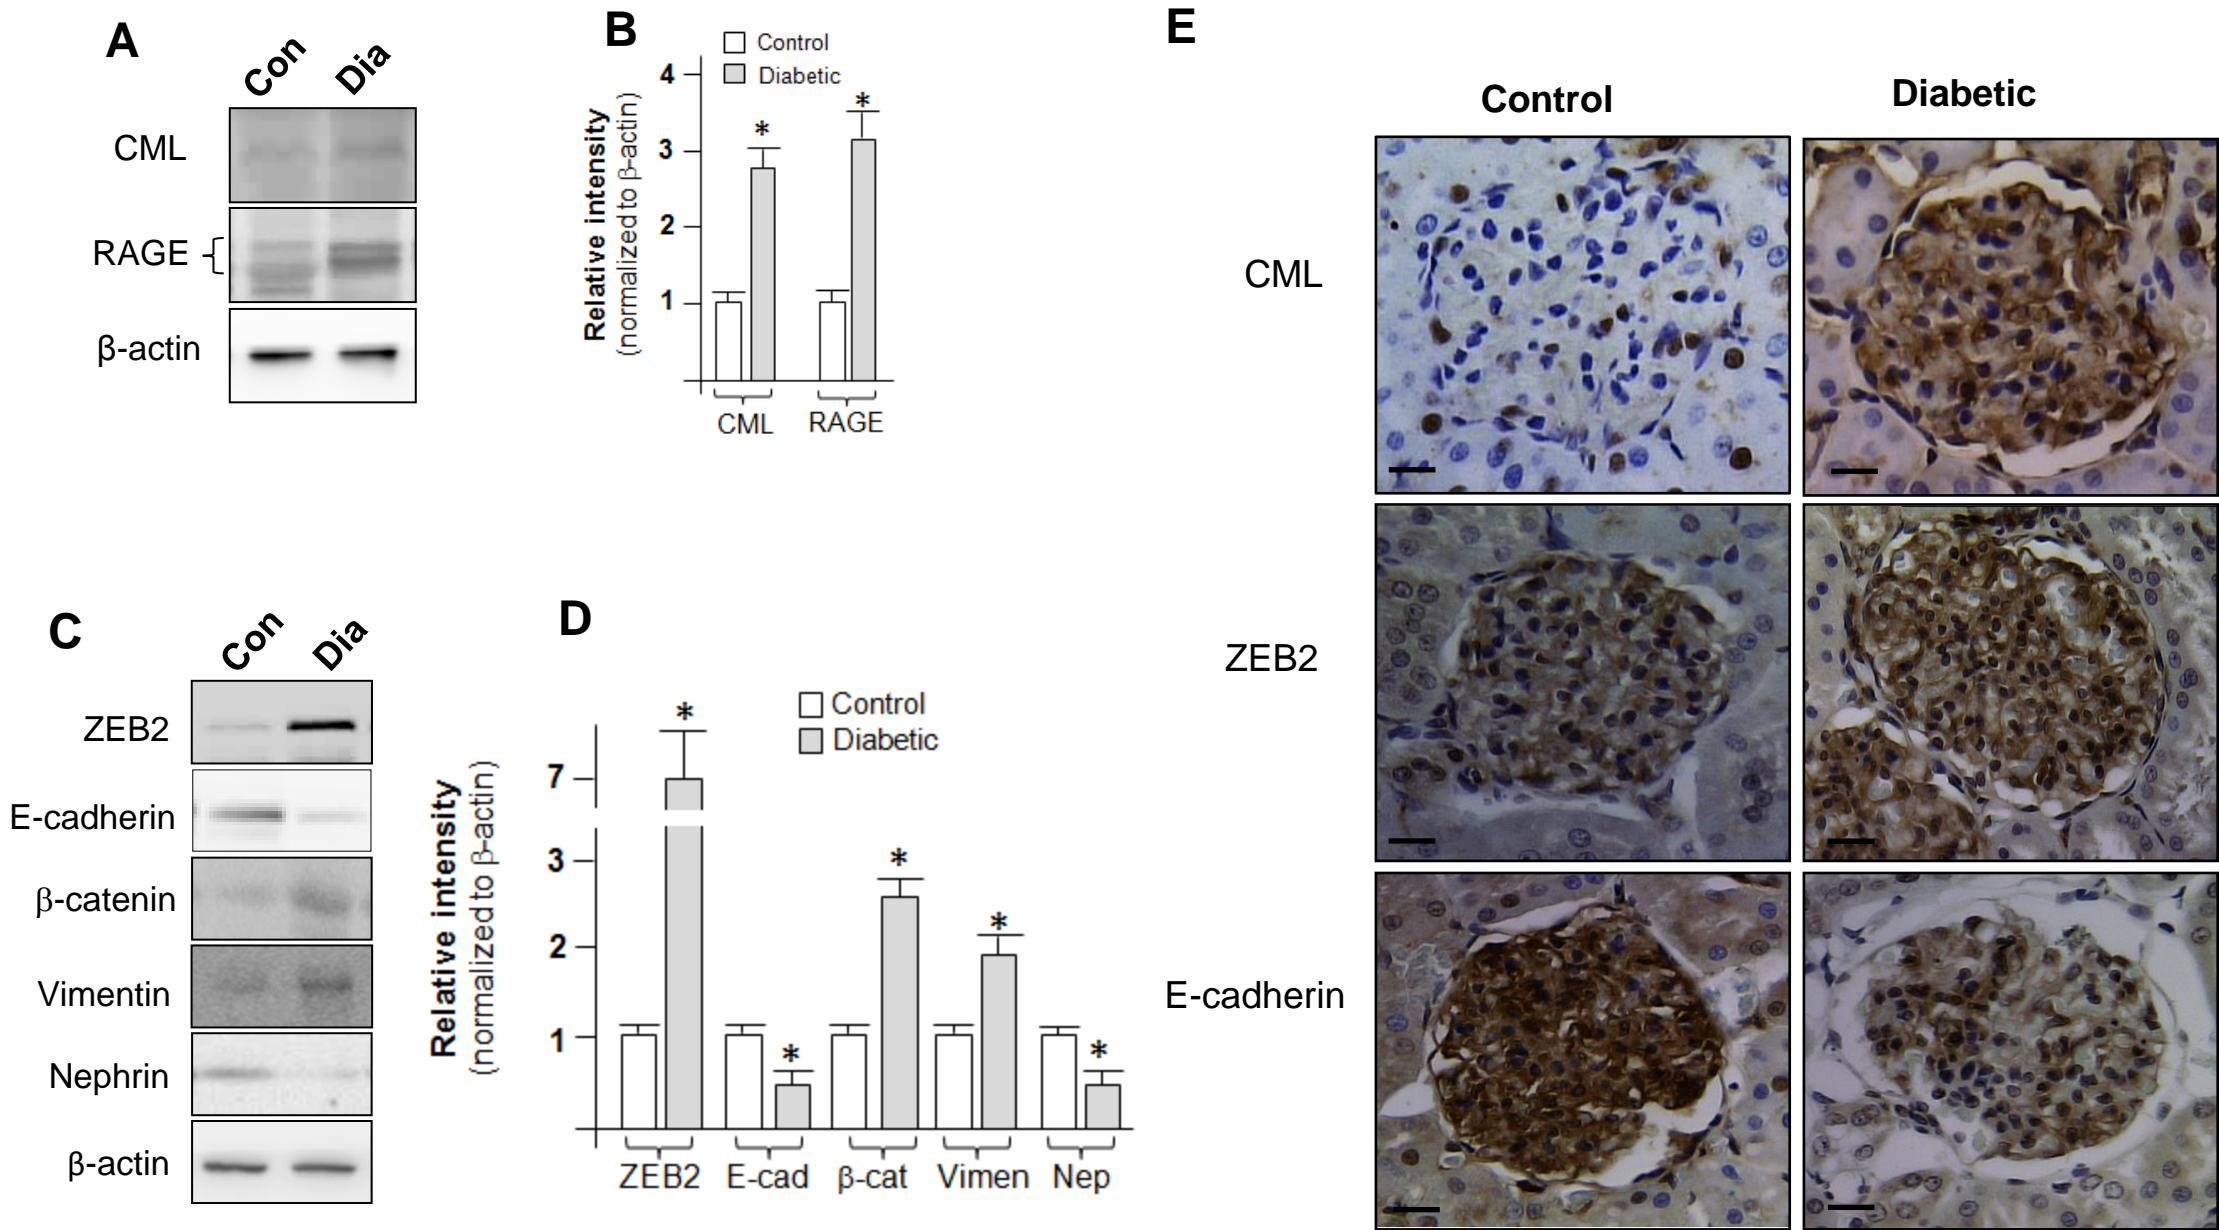 A
Con Dia
CML
RAGE
β-actin
B
Control
Diabetic
Relative intensity
(normalized to β-actin)
4
3
2
1
*
*
CML RAGE
C
Con Dia
ZEB2
E-cadherin
β-catenin
Vimentin
Nephrin
β-actin
D
Control
Diabetic
Relative intensity
(normalized to β-actin)
7
3
2
1
*
*
*
*
*
ZEB2 E-cad β-cat Vimen Nep
E
Control Diabetic
CML
ZEB2
E-cadherin